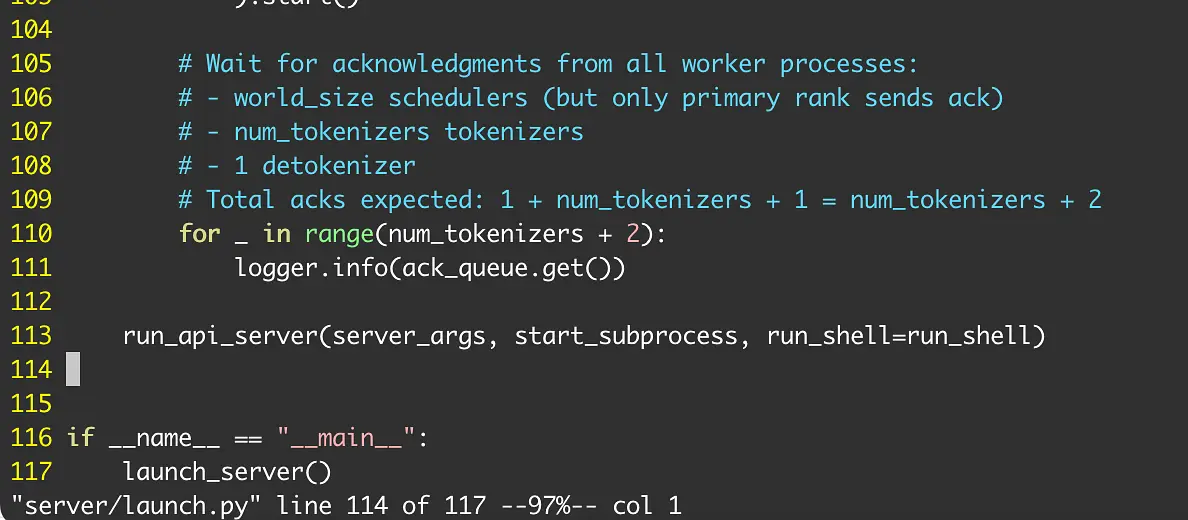 103             ).start()
104
105         # Wait for acknowledgments from all worker processes:
106         # - world_size schedulers (but only primary rank sends ack)
107         # - num_tokenizers tokenizers
108         # - 1 detokenizer
109         # Total acks expected: 1 + num_tokenizers + 1 = num_tokenizers + 2
110         for _ in range(num_tokenizers + 2):
111             logger.info(ack_queue.get())
112
113     run_api_server(server_args, start_subprocess, run_shell=run_shell)
114
115
116 if __name__ == "__main__":
117     launch_server()
"server/launch.py" line 114 of 117 --97%-- col 1